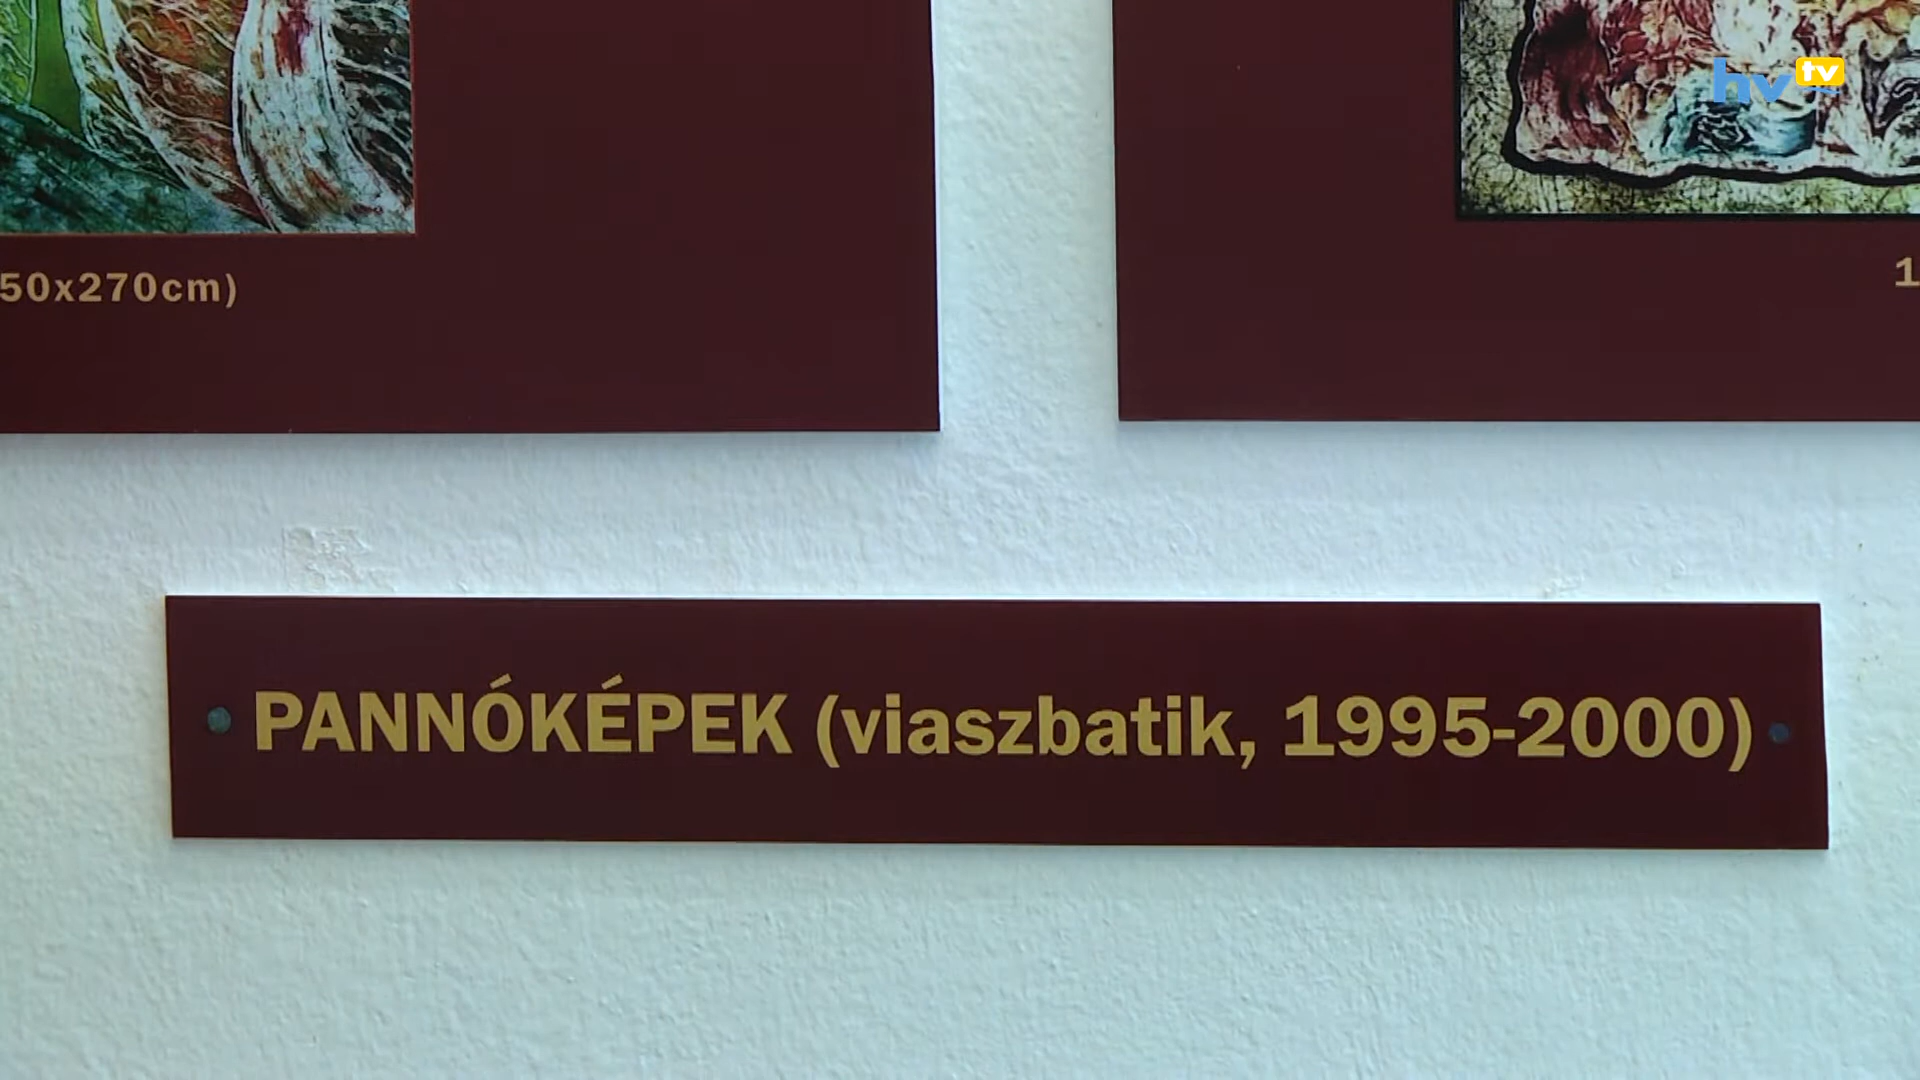 hv tv
50x270cm)
1
PANNÓKÉPEK (viaszbatik, 1995-2000)